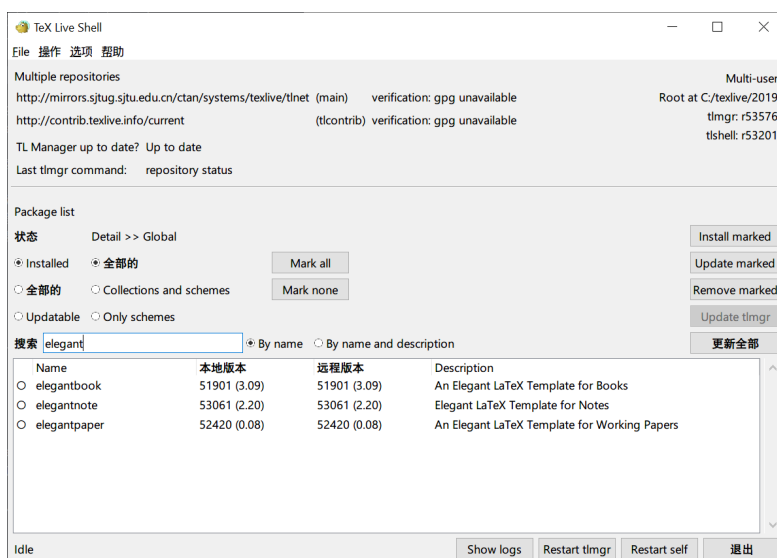 TeX Live Shell
File 操作 选项 帮助
Multiple repositories
Multi-user
http://mirrors.sjtug.sjtu.edu.cn/ctan/systems/texlive/tlnet (main) verification: gpg unavailable
Root at C:/texlive/2019
http://contrib.texlive.info/current (tlcontrib) verification: gpg unavailable
tlmgr: r53576
tlshell: r53201
TL Manager up to date? Up to date
Last tlmgr command: repository status
Package list
状态 Detail >> Global Install marked
Installed 全部的 Mark all Update marked
全部的 Collections and schemes Mark none Remove marked
Updatable Only schemes Update tlmgr
搜索 elegant By name By name and description 更新全部
Name 本地版本 远程版本 Description
elegantbook 51901 (3.09) 51901 (3.09) An Elegant LaTeX Template for Books
elegantnote 53061 (2.20) 53061 (2.20) Elegant LaTeX Template for Notes
elegantpaper 52420 (0.08) 52420 (0.08) An Elegant LaTeX Template for Working Papers
Idle Show logs Restart tlmgr Restart self 退出